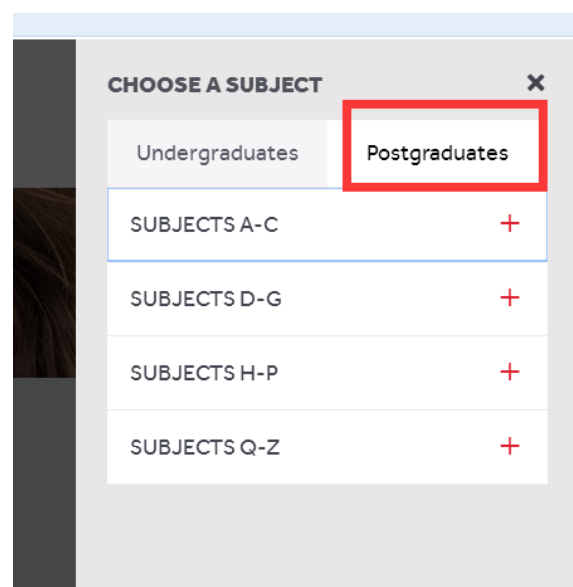 CHOOSE A SUBJECT
Undergraduates Postgraduates
SUBJECTS A-C
SUBJECTS D-G
SUBJECTS H-P
SUBJECTS Q-Z